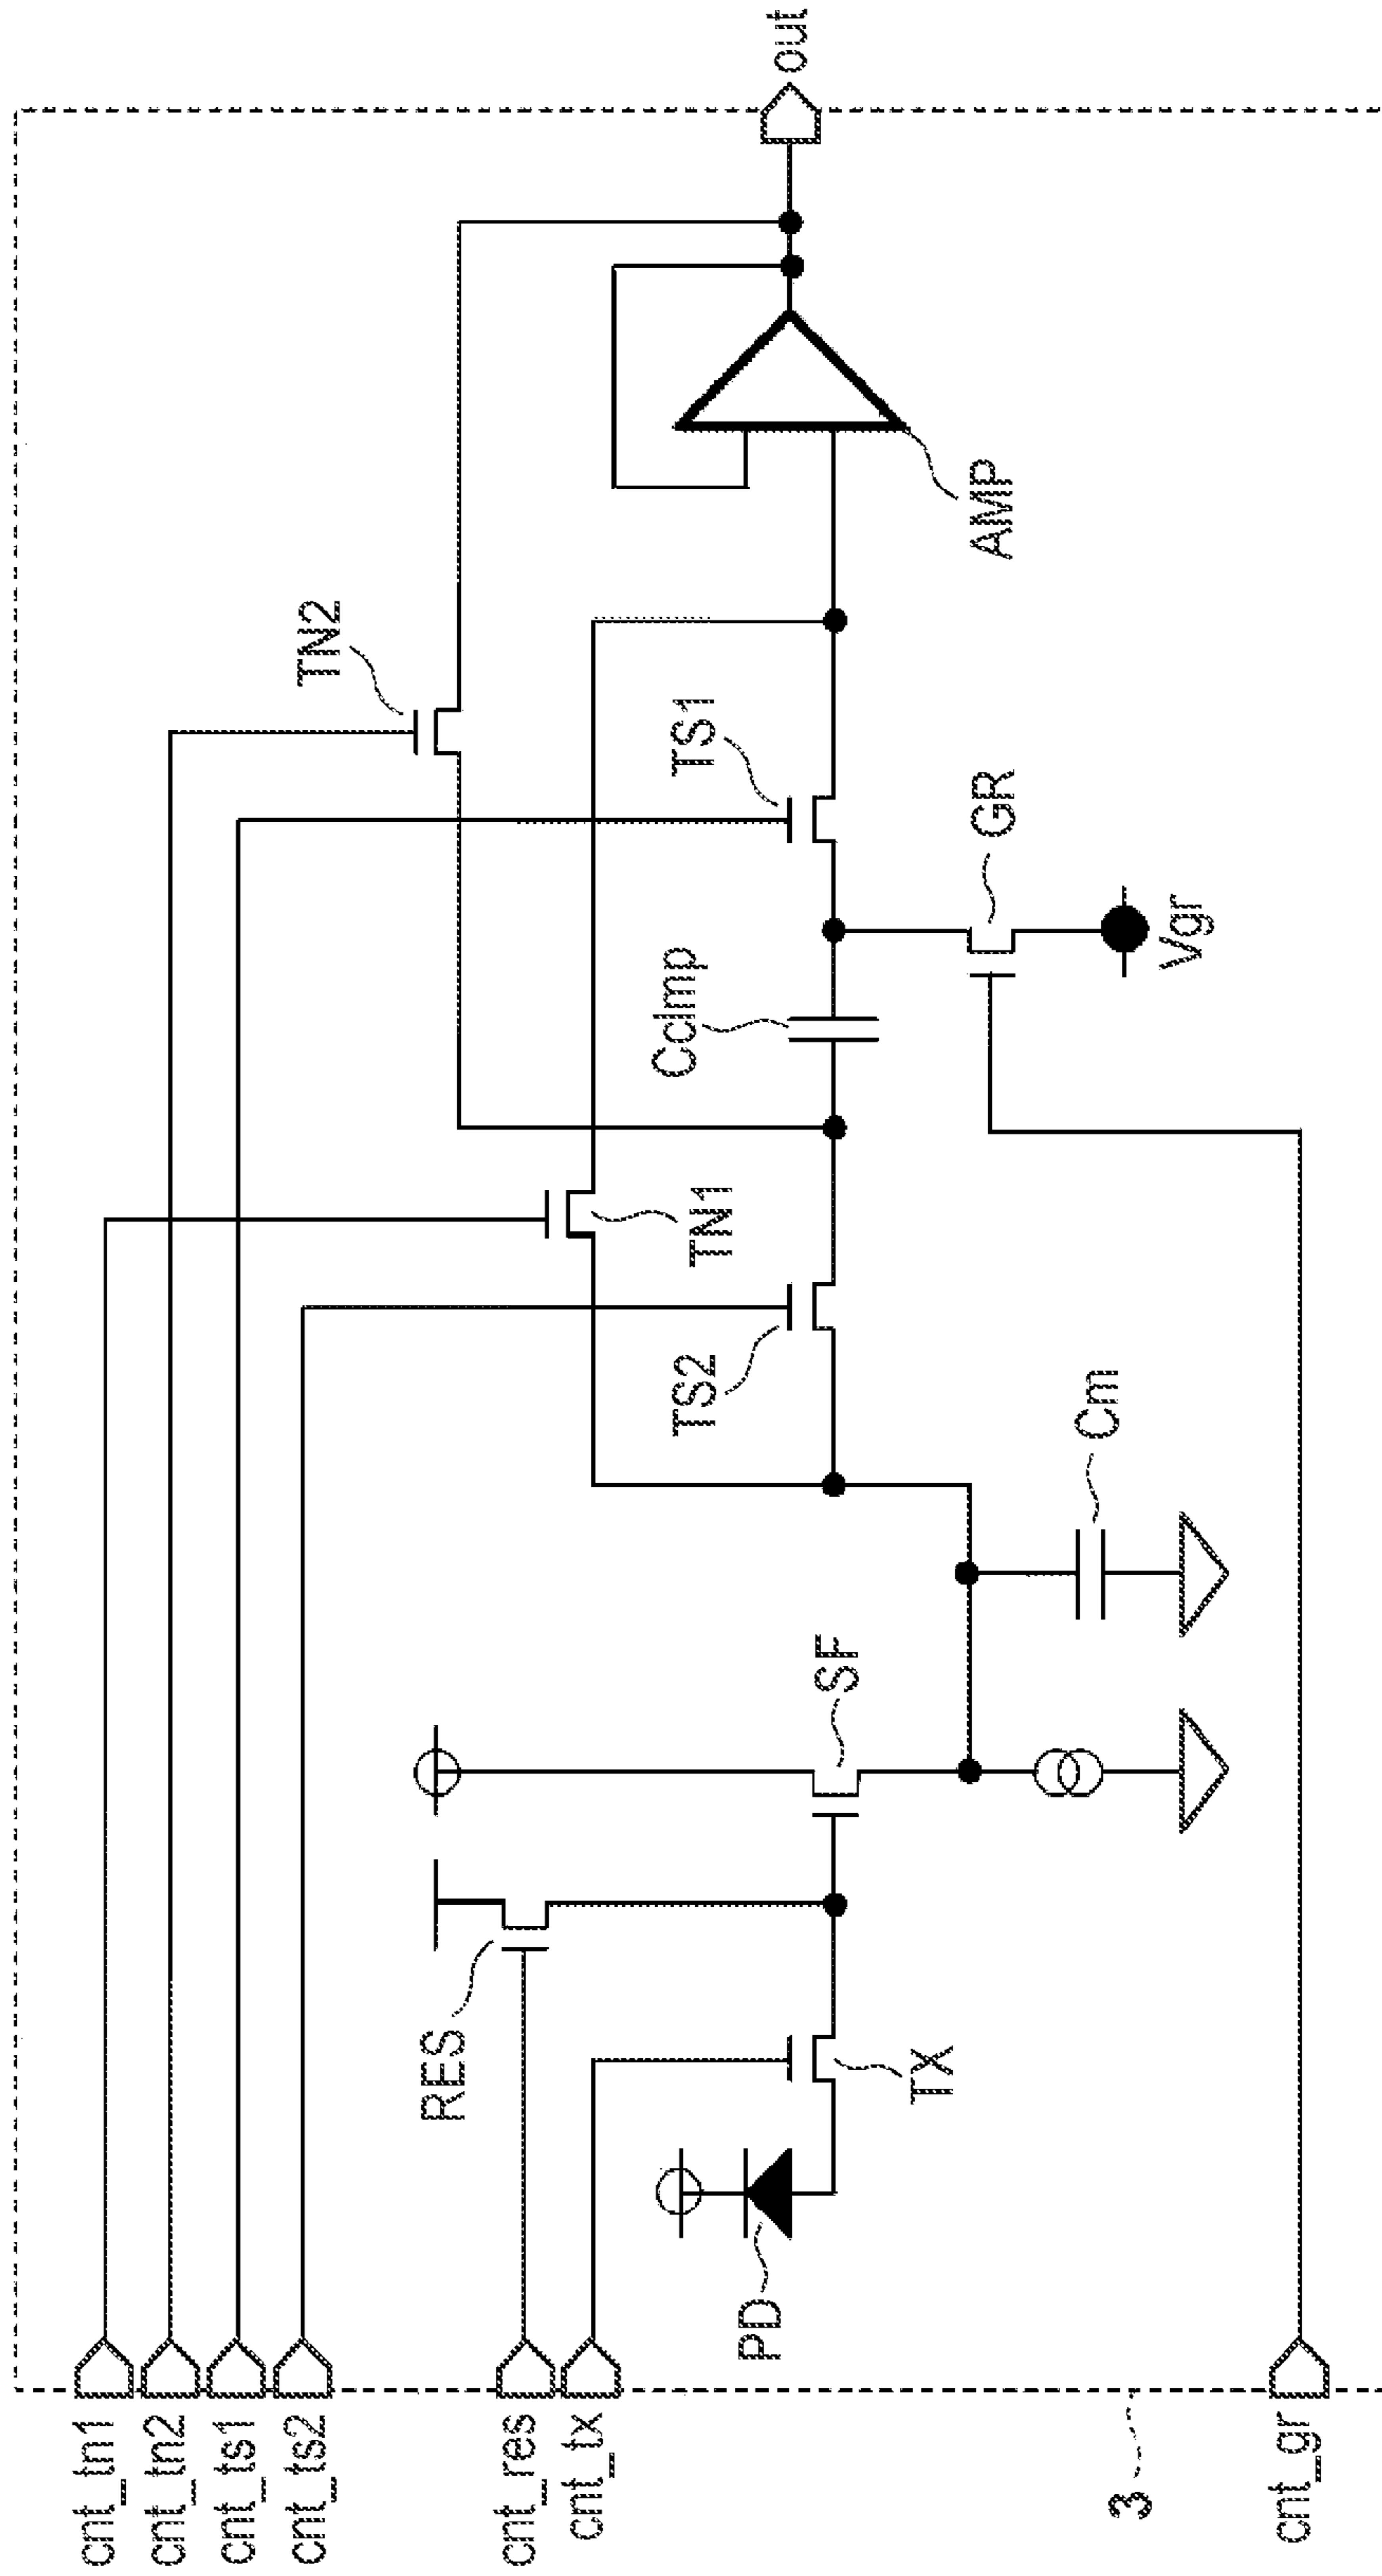 cnt_tn1
cnt_tn2
cnt_ts1
cnt_ts2
cnt_res
cnt_tx
cnt_gr
3
PD
RES
TX
SF
Cm
TS2
TN1
Cclmp
TN2
TS1
GR
Vgr
AMP
out